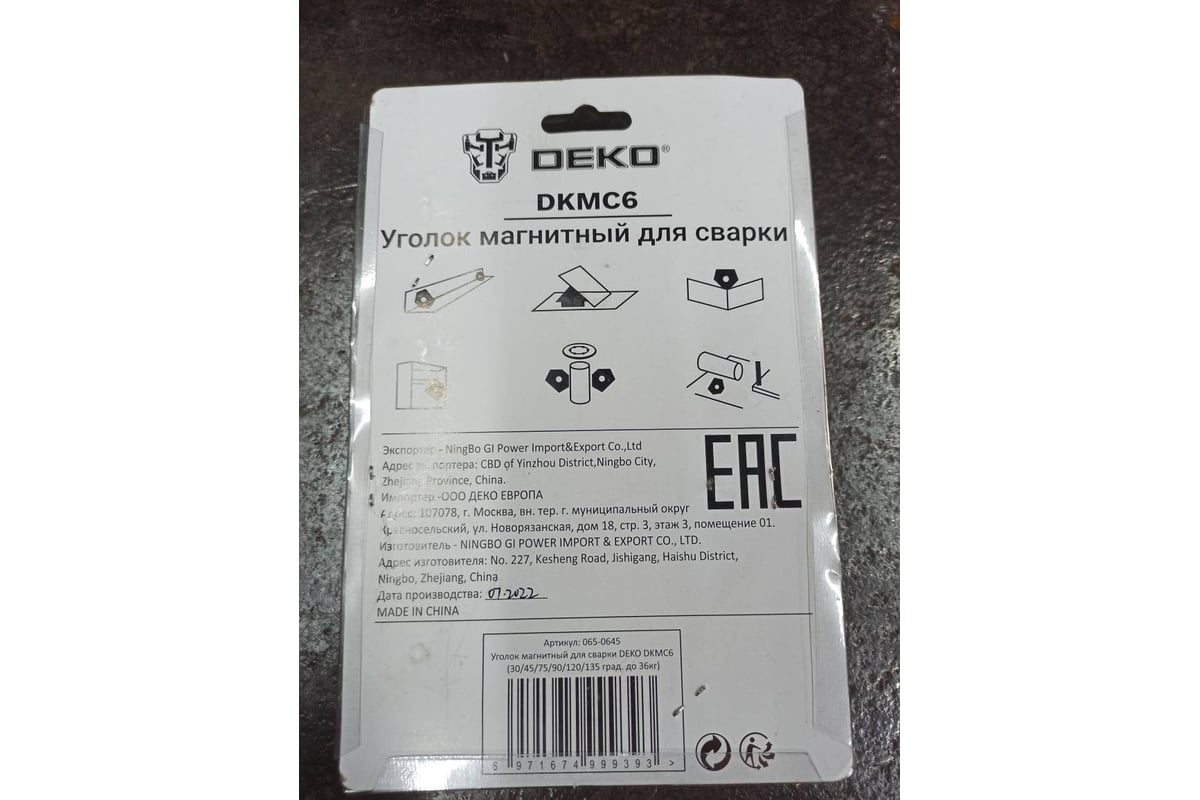 DEKO®
DKMC6
Уголок магнитный для сварки
Экспортер - NingBo GI Power Import&Export Co.,Ltd
Адрес экспортера: CBD of Yinzhou District,Ningbo City,
Zhejiang Province, China.
Импортер -ООО ДЕКО ЕВРОПА
Адрес: 107078, г. Москва, вн. тер. г. муниципальный округ
Красносельский, ул. Новорязанская, дом 18, стр. 3, этаж 3, помещение 01.
Изготовитель - NINGBO GI POWER IMPORT & EXPORT CO., LTD.
Адрес изготовителя: No. 227, Kesheng Road, Jishigang, Haishu District,
Ningbo, Zhejiang, China
Дата производства: 07.2022
MADE IN CHINA
EAC
Артикул: 065-0645
Уголок магнитный для сварки DEKO DKMC6
(30/45/75/90/120/135 град. до 36кг)
6 971674 999393 >